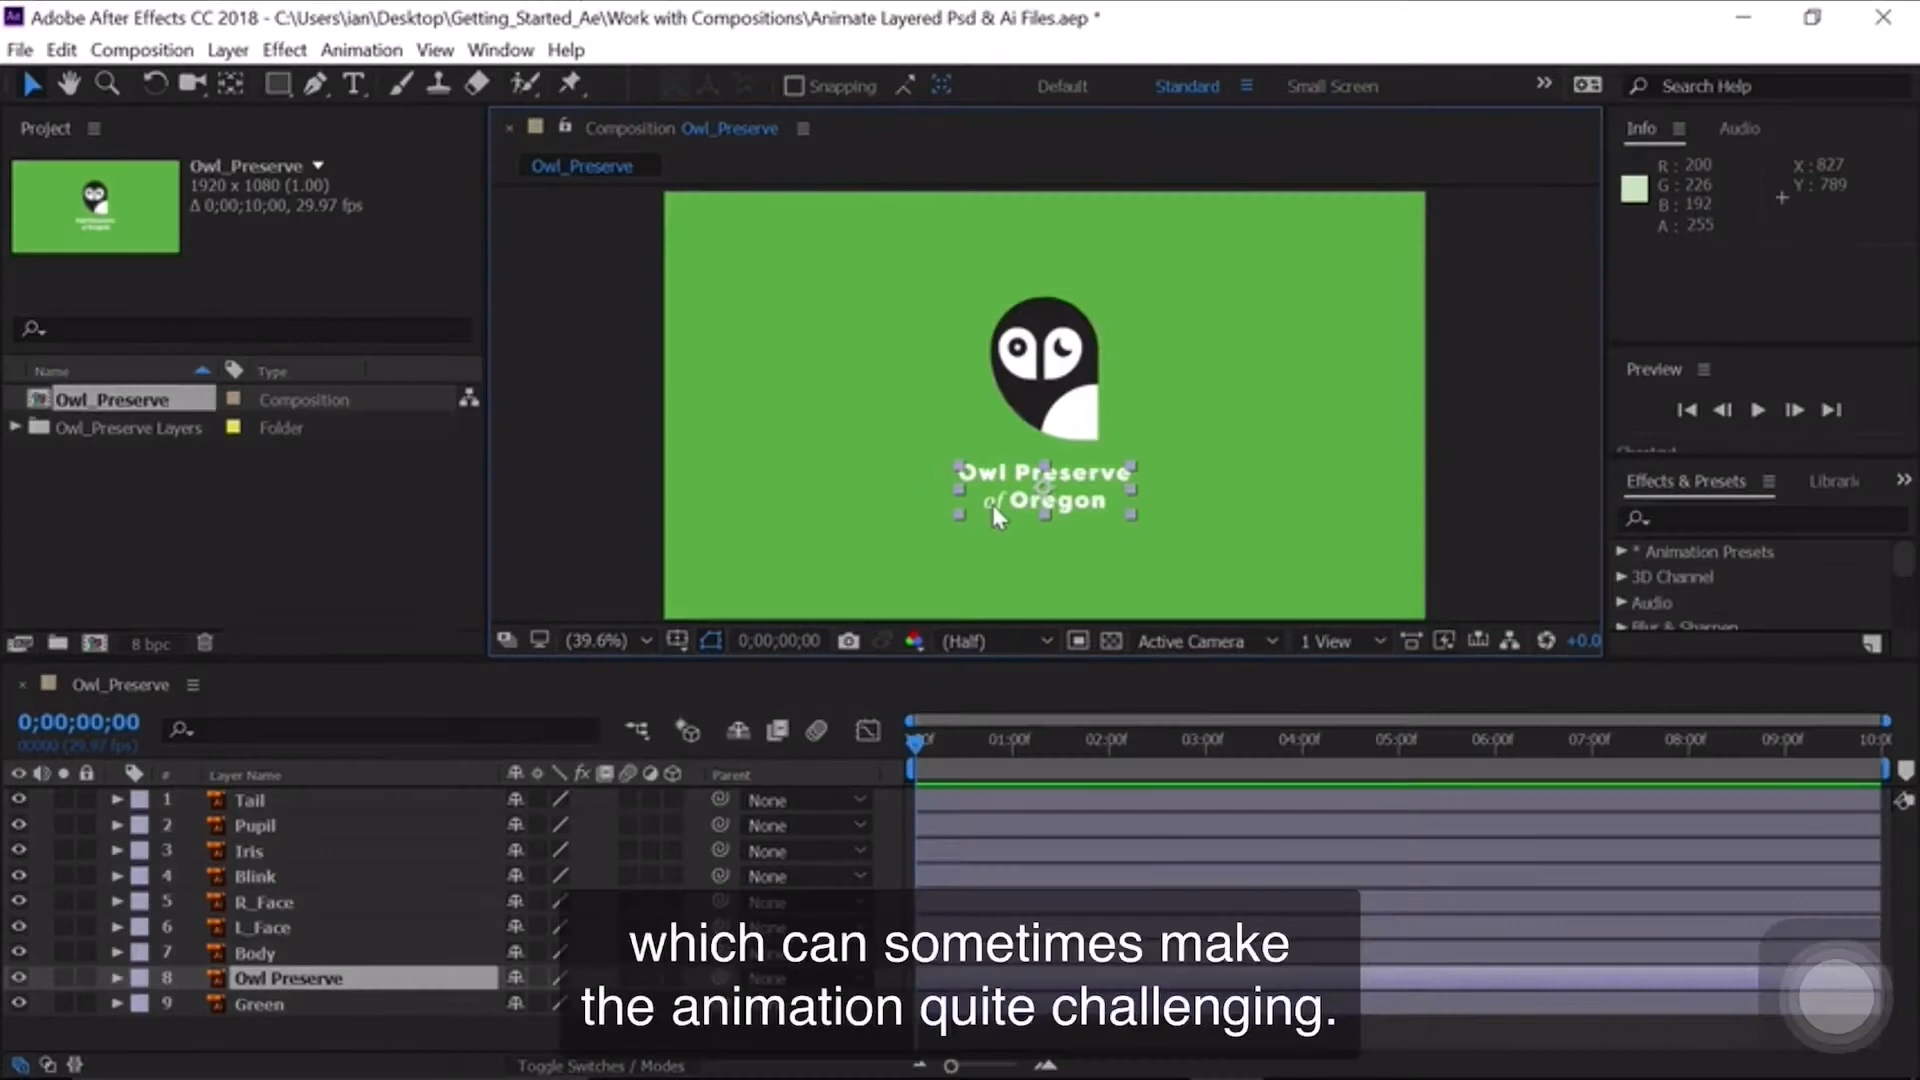 Adobe After Effects CC 2018 - C:\Users\ian\Desktop\Getting_Started_Ae\Work with Compositions\Animate Layered Psd & Ai Files.aep *
File Edit Composition Layer Effect Animation View Window Help
Snapping Default Standard Small Screen Search Help
Project
Owl_Preserve
1920 x 1080 (1.00)
Δ 0;00;10;00, 29.97 fps
Name Type
Owl_Preserve Composition
Owl_Preserve Layers Folder
8 bpc
Composition Owl_Preserve
Owl_Preserve
Owl Preserve
of Oregon
(39.6%) 0;00;00;00 (Half) Active Camera 1 View +0.0
Info Audio
R : 200 X : 827
G : 226 Y : 789
B : 192
A : 255
Preview
Effects & Presets Librari
* Animation Presets
3D Channel
Audio
Blur & Sharpen
Owl_Preserve
0;00;00;00
00000 (29.97 fps)
01:00f 02:00f 03:00f 04:00f 05:00f 06:00f 07:00f 08:00f 09:00f 10:0
# Layer Name fx Parent
1 Tail None
2 Pupil None
3 Iris None
4 Blink None
5 R_Face None
6 L_Face
7 Body
8 Owl Preserve
9 Green
which can sometimes make
the animation quite challenging.
Toggle Switches / Modes